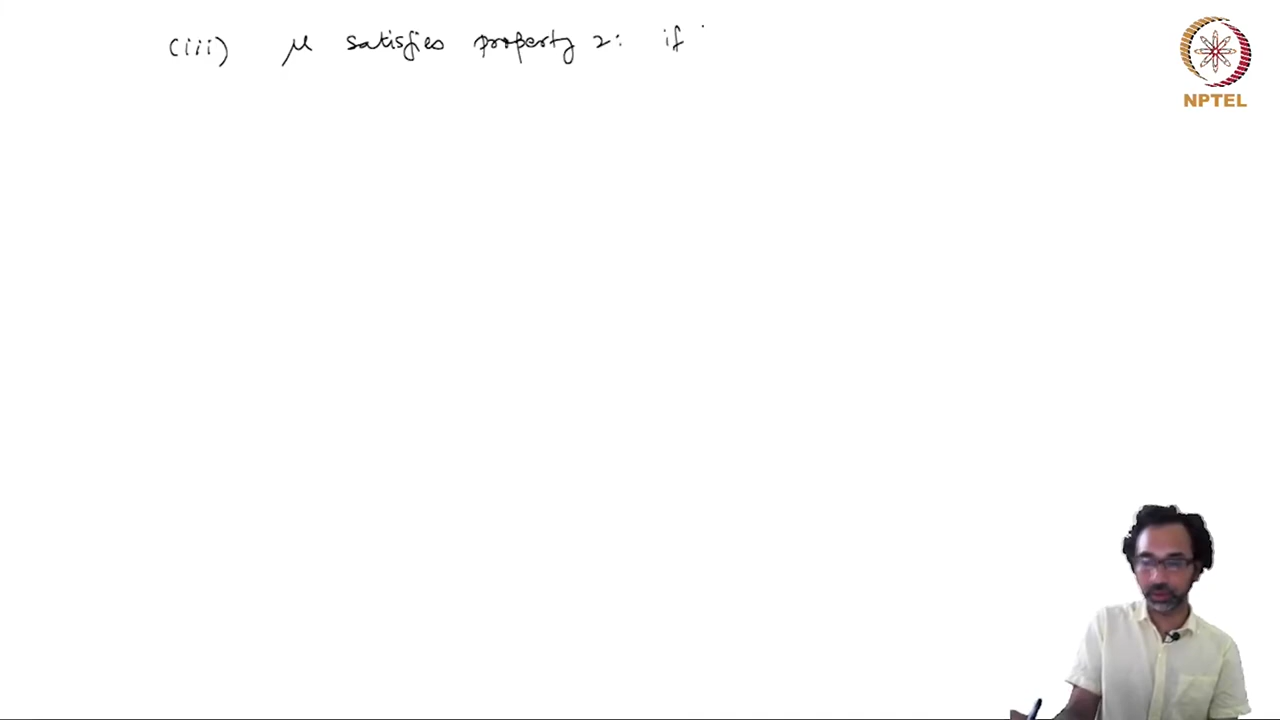 (iii) μ satisfies property 2: if
NPTEL